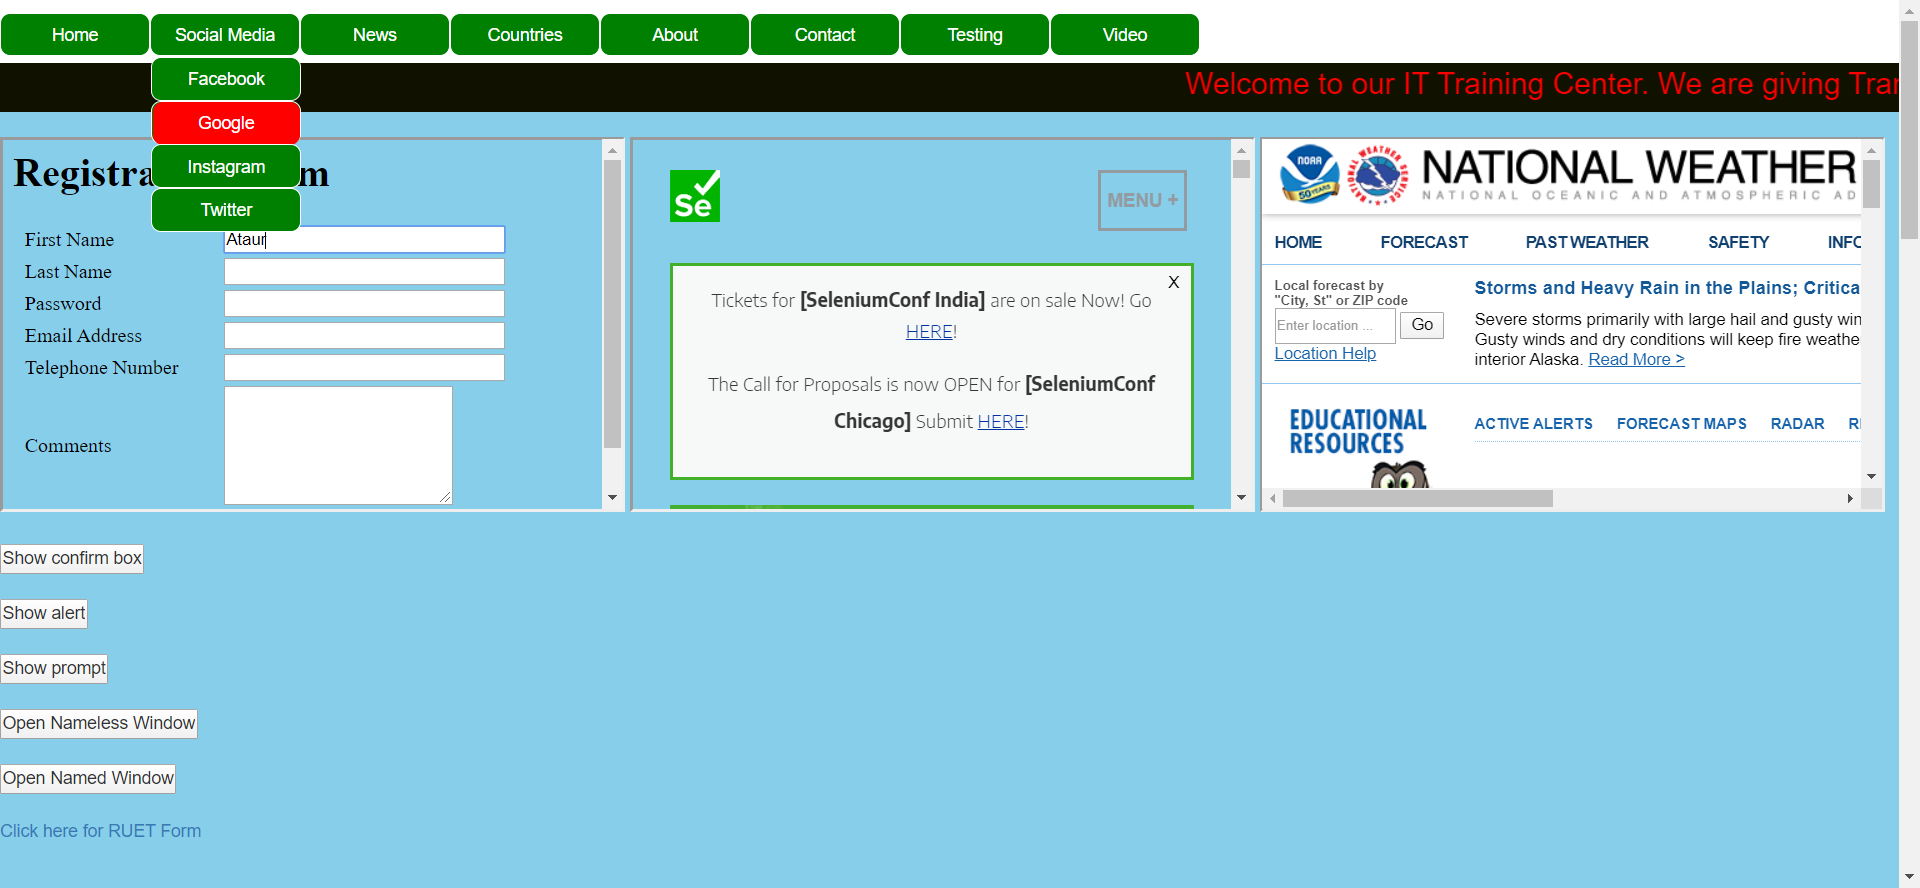 Home
Social Media
News
Countries
About
Contact
Testing
Video
Facebook
Google
Instagram
Twitter
Welcome to our IT Training Center. We are giving
First Name
Ataur
Last Name
Password
Email Address
Telephone Number
Comments
Se
MENU +
X
Tickets for [SeleniumConf India] are on sale Now! Go
HERE!
The Call for Proposals is now OPEN for [SeleniumConf
Chicago] Submit HERE!
NOAA
50 YEARS
NATIONAL WEATHER
NATIONAL OCEANIC AND ATMOSPHERIC AD
HOME
FORECAST
PAST WEATHER
SAFETY
Local forecast by
"City, St" or ZIP code
Enter location ...
Go
Location Help
Storms and Heavy Rain in the Plains; Critica
Severe storms primarily with large hail and gusty win
Gusty winds and dry conditions will keep fire weathe
interior Alaska. Read More >
EDUCATIONAL
RESOURCES
ACTIVE ALERTS
FORECAST MAPS
RADAR
Show confirm box
Show alert
Show prompt
Open Nameless Window
Open Named Window
Click here for RUET Form